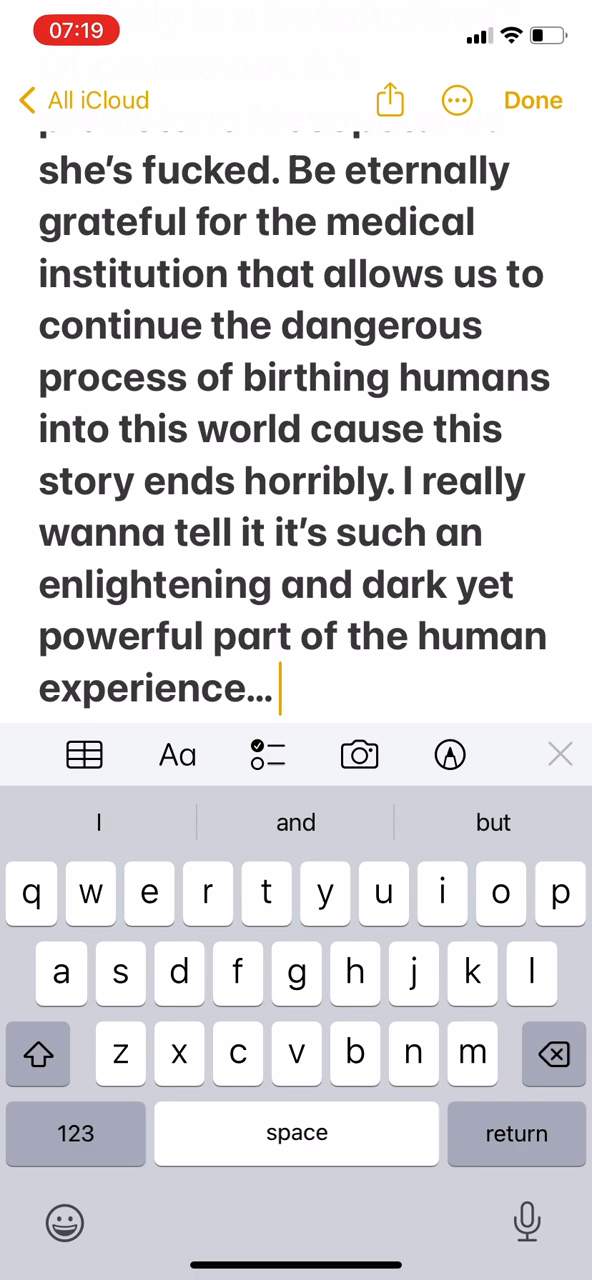 07:19
All iCloud
Done
she's fucked. Be eternally
grateful for the medical
institution that allows us to
continue the dangerous
process of birthing humans
into this world cause this
story ends horribly. I really
wanna tell it it's such an
enlightening and dark yet
powerful part of the human
experience...
Aa
I and but
q w e r t y u i o p
a s d f g h j k l
z x c v b n m
123 space return